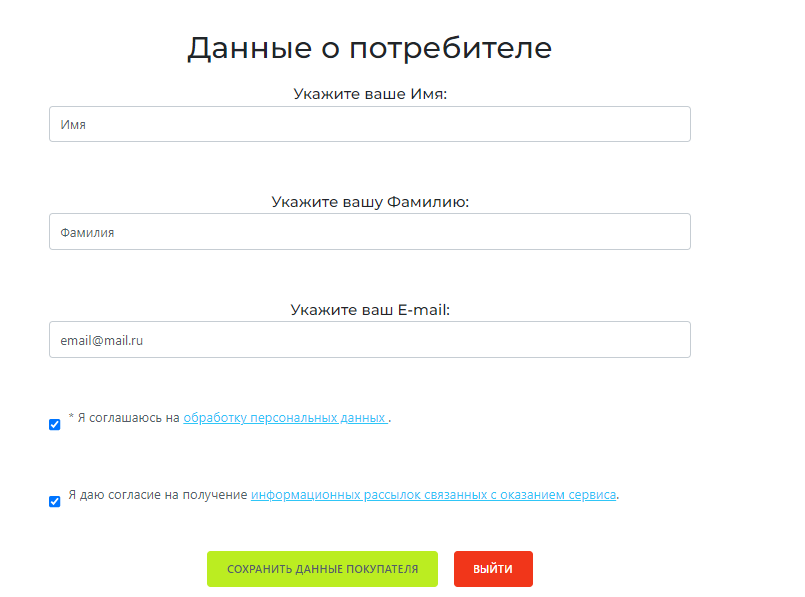 Данные о потребителе
Укажите ваше Имя:
Имя
Укажите вашу Фамилию:
Фамилия
Укажите ваш E-mail:
email@mail.ru
* Я соглашаюсь на обработку персональных данных .
Я даю согласие на получение информационных рассылок связанных с оказанием сервиса.
СОХРАНИТЬ ДАННЫЕ ПОКУПАТЕЛЯ ВЫЙТИ